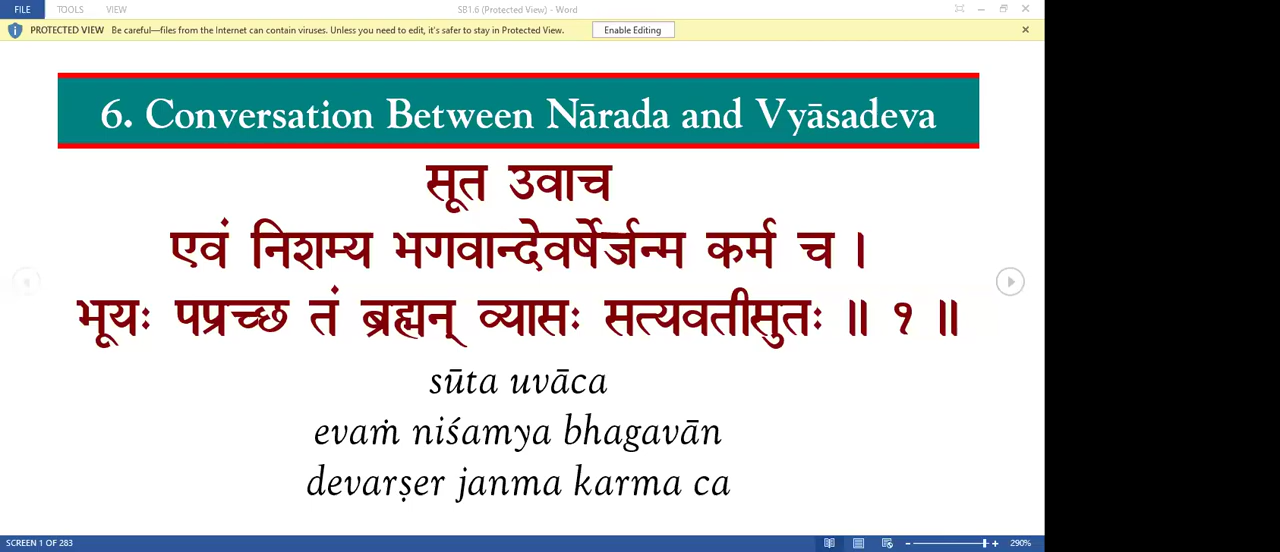 FILE TOOLS VIEW SB1.6 (Protected View) - Word
PROTECTED VIEW Be careful—files from the Internet can contain viruses. Unless you need to edit, it's safer to stay in Protected View. Enable Editing
6. Conversation Between Nārada and Vyāsadeva
सूत उवाच
एवं निशम्य भगवान्देवर्षेर्जन्म कर्म च ।
भूयः पप्रच्छ तं ब्रह्मन् व्यासः सत्यवतीसुतः ॥ १ ॥
sūta uvāca
evaṁ niśamya bhagavān
devarṣer janma karma ca
SCREEN 1 OF 283 290%